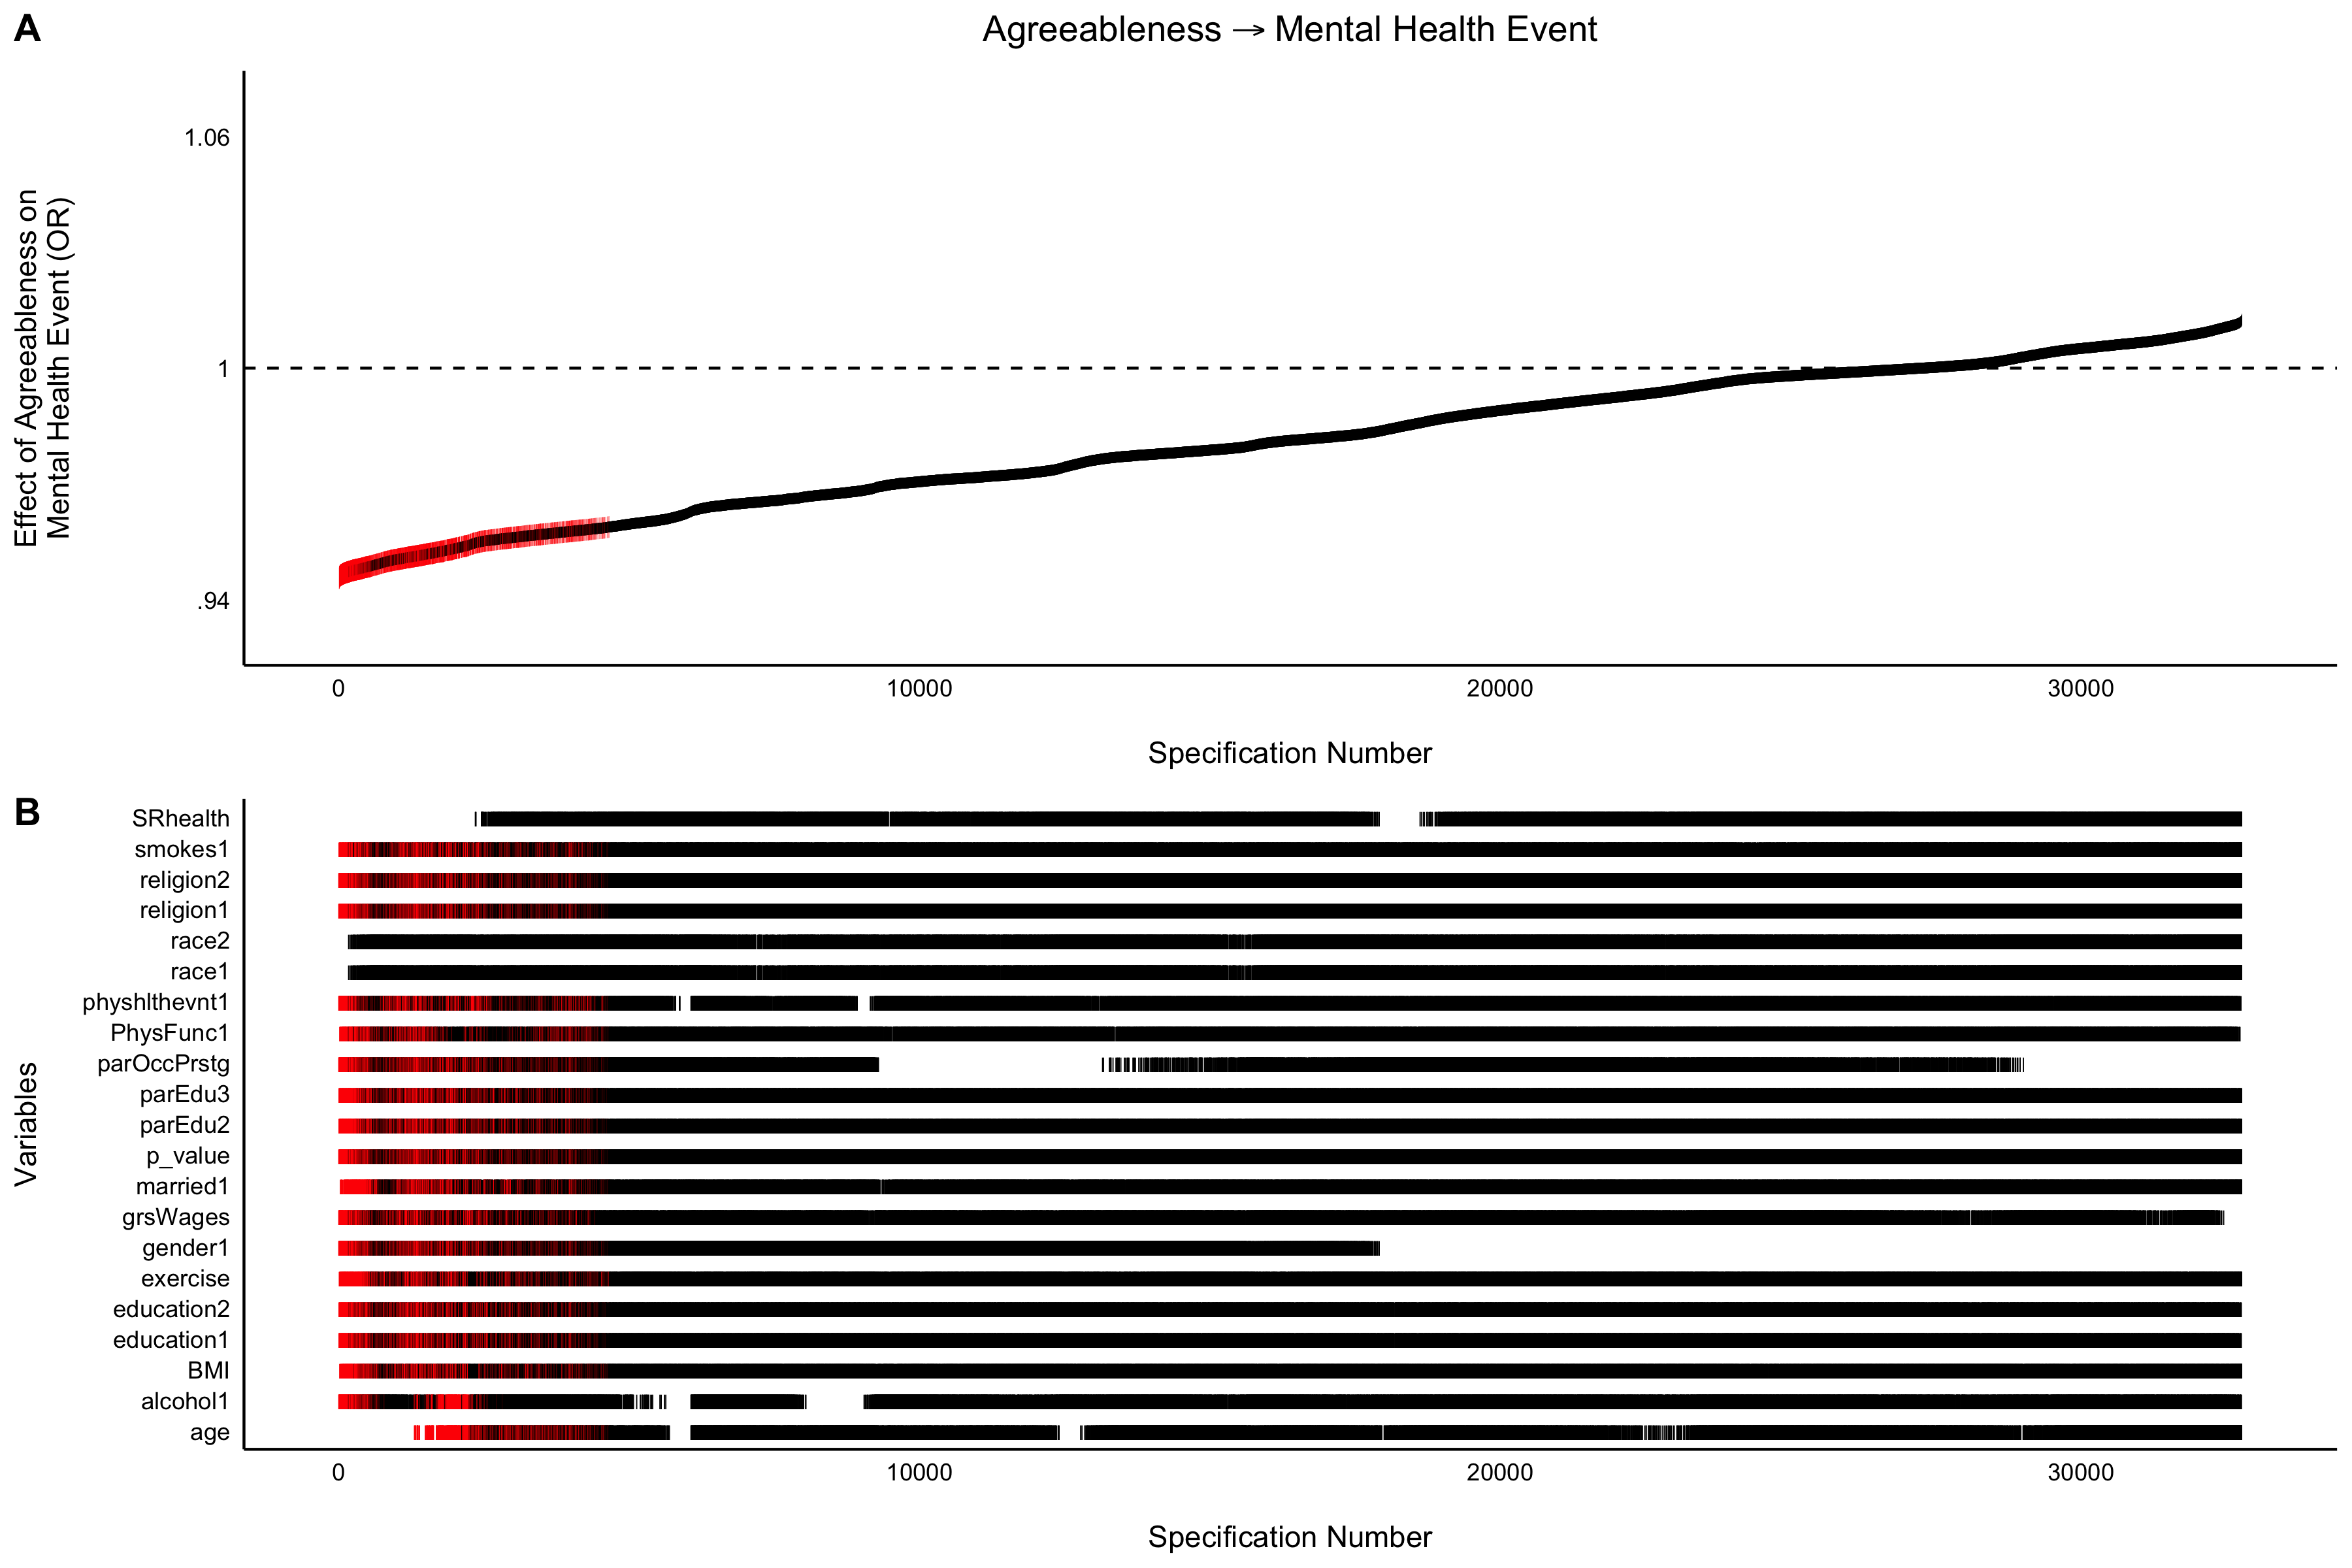 A
Agreeableness → Mental Health Event
Effect of Agreeableness on
Mental Health Event (OR)
1.06
1
.94
0 10000 20000 30000
Specification Number
B
Variables
SRhealth
smokes1
religion2
religion1
race2
race1
physhlthevnt1
PhysFunc1
parOccPrstg
parEdu3
parEdu2
p_value
married1
grsWages
gender1
exercise
education2
education1
BMI
alcohol1
age
0 10000 20000 30000
Specification Number